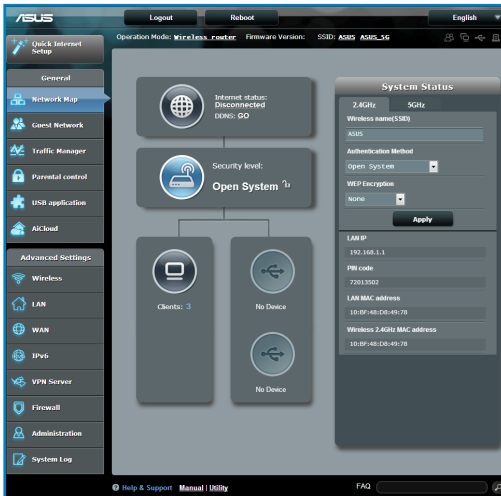 ASUS
Logout
Reboot
English
Quick Internet
Setup
Operation Mode: Wireless router Firmware Version: SSID: ASUS ASUS_5G
General
Network Map
Guest Network
Traffic Manager
Parental control
USB application
AiCloud
Advanced Settings
Wireless
LAN
WAN
IPv6
VPN Server
Firewall
Administration
System Log
Internet status:
Disconnected
DDNS: GO
Security level:
Open System
Clients: 3
No Device
No Device
System Status
2.4GHz 5GHz
Wireless name(SSID)
ASUS
Authentication Method
Open System
WEP Encryption
None
Apply
LAN IP
192.168.1.1
PIN code
72013502
LAN MAC address
10:BF:48:D8:49:78
Wireless 2.4GHz MAC address
10:BF:48:D8:49:78
Help & Support Manual | Utility
FAQ